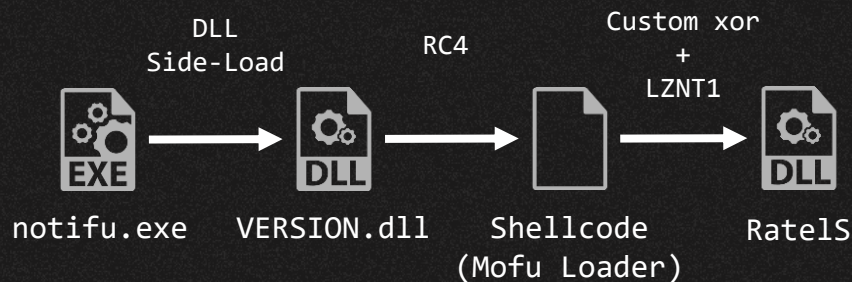 DLL
Side-Load
RC4
Custom xor
+
LZNT1
EXE
DLL
DLL
notifu.exe
VERSION.dll
Shellcode
(Mofu Loader)
RatelS